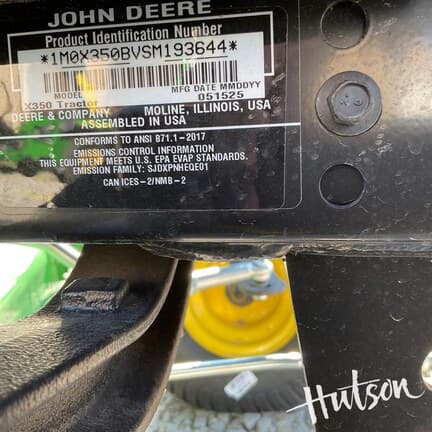 JOHN DEERE
Product Identification Number
*1M0X350BVSM193644*
MODEL MFG DATE MMDDYY
X350 Tractor 051525
DEERE & COMPANY MOLINE, ILLINOIS, USA
ASSEMBLED IN USA
CONFORMS TO ANSI B71.1-2017
EMISSIONS CONTROL INFORMATION
THIS EQUIPMENT MEETS U.S. EPA EVAP STANDARDS.
EMISSION FAMILY: SJDXPNHEQE01
CAN ICES-2/NMB-2
Hutson